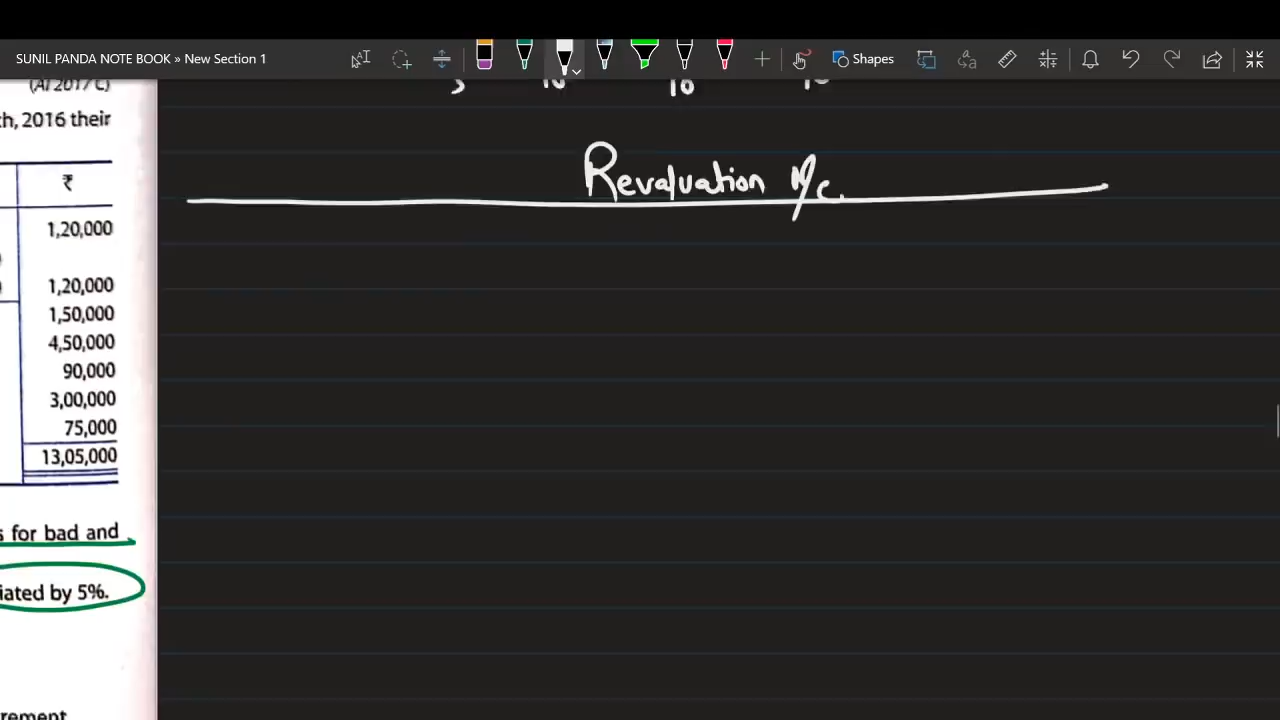 SUNIL PANDA NOTE BOOK » New Section 1
Shapes
(AI 2017 C)
th, 2016 their
₹
1,20,000
1,20,000
1,50,000
4,50,000
90,000
3,00,000
75,000
13,05,000
s for bad and
iated by 5%.
rement
Revaluation A/c.